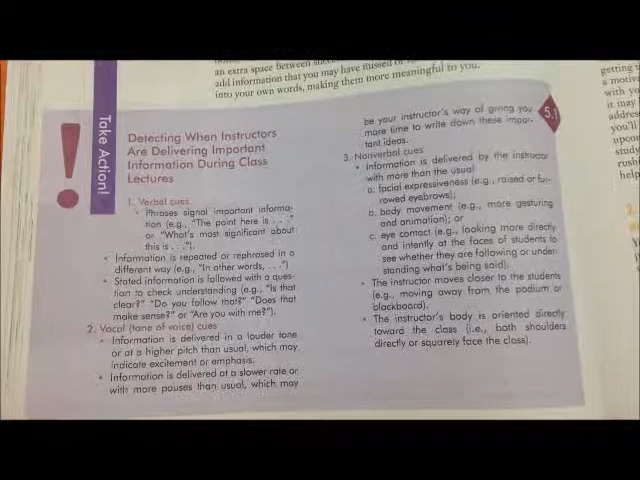 an extra space between
add information that you may have missed or
into your own words, making them more meaningful to you.
Take Action!
Detecting When Instructors
Are Delivering Important
Information During Class
Lectures
1. Verbal cues
• Phrases signal important informa-
tion (e.g., "The point here is . . ."
or "What's most significant about
this is . . .").
• Information is repeated or rephrased in a
different way (e.g., "In other words, . . .")
• Stated information is followed with a ques-
tion to check understanding (e.g., "Is that
clear?" "Do you follow that?" "Does that
make sense?" or "Are you with me?").
2. Vocal (tone of voice) cues
• Information is delivered in a louder tone
or at a higher pitch than usual, which may
indicate excitement or emphasis.
• Information is delivered at a slower rate or
with more pauses than usual, which may
be your instructor's way of giving you
more time to write down these impor-
tant ideas.
3. Nonverbal cues
• Information is delivered by the instructor
with more than the usual
a. facial expressiveness (e.g., raised or fur-
rowed eyebrows);
b. body movement (e.g., more gesturing
and animation); or
c. eye contact (e.g., looking more directly
and intently at the faces of students to
see whether they are following or under-
standing what's being said).
• The instructor moves closer to the students
(e.g., moving away from the podium or
blackboard).
• The instructor's body is oriented directly
toward the class (i.e., both shoulders
directly or squarely face the class).
5.1
getting
a motiva
with yo
it may
address
you'll
upcom
study
rush
help